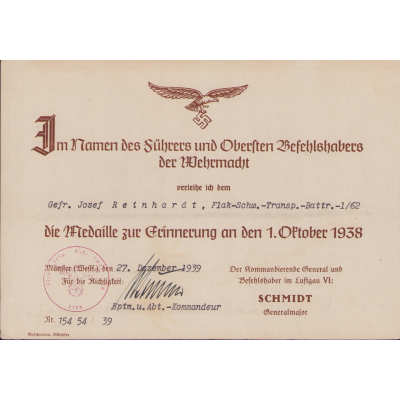 Im Namen des Führers und Obersten Befehlshabers
der Wehrmacht
verleihe ich dem
Gefr. Josef Reinhardt, Flak-Schw.-Transp.-Battr.-1/62
die Medaille zur Erinnerung an den 1. Oktober 1938
Münster (Westf.), den 27. Dezember 1939
Für die Richtigkeit:
Hptm.u.Abt.-Kommandeur
Nr. 154 54 39
Der Kommandierende General und
Befehlshaber im Luftgau VI:
SCHMIDT
Generalmajor